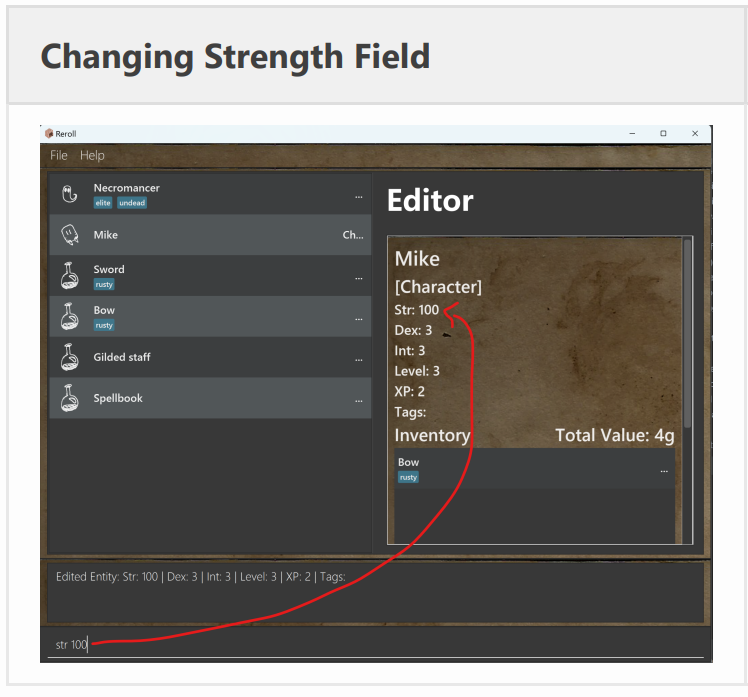 Changing Strength Field
Reroll
File Help
Necromancer
elite undead
...
Mike
Ch...
Sword
rusty
...
Bow
rusty
...
Gilded staff
...
Spellbook
...
Editor
Mike
[Character]
Str: 100
Dex: 3
Int: 3
Level: 3
XP: 2
Tags:
Inventory Total Value: 4g
Bow
rusty
...
Edited Entity: Str: 100 | Dex: 3 | Int: 3 | Level: 3 | XP: 2 | Tags:
str 100